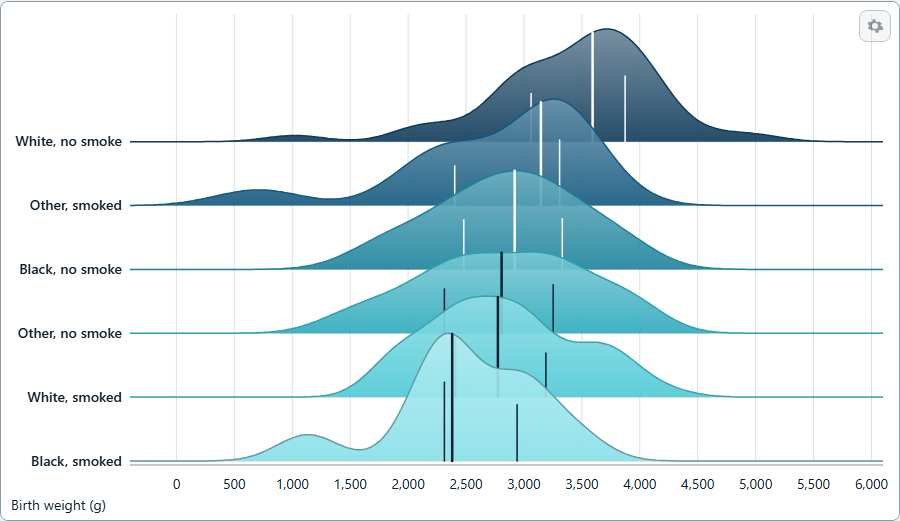 White, no smoke
Other, smoked
Black, no smoke
Other, no smoke
White, smoked
Black, smoked
0 500 1,000 1,500 2,000 2,500 3,000 3,500 4,000 4,500 5,000 5,500 6,000
Birth weight (g)